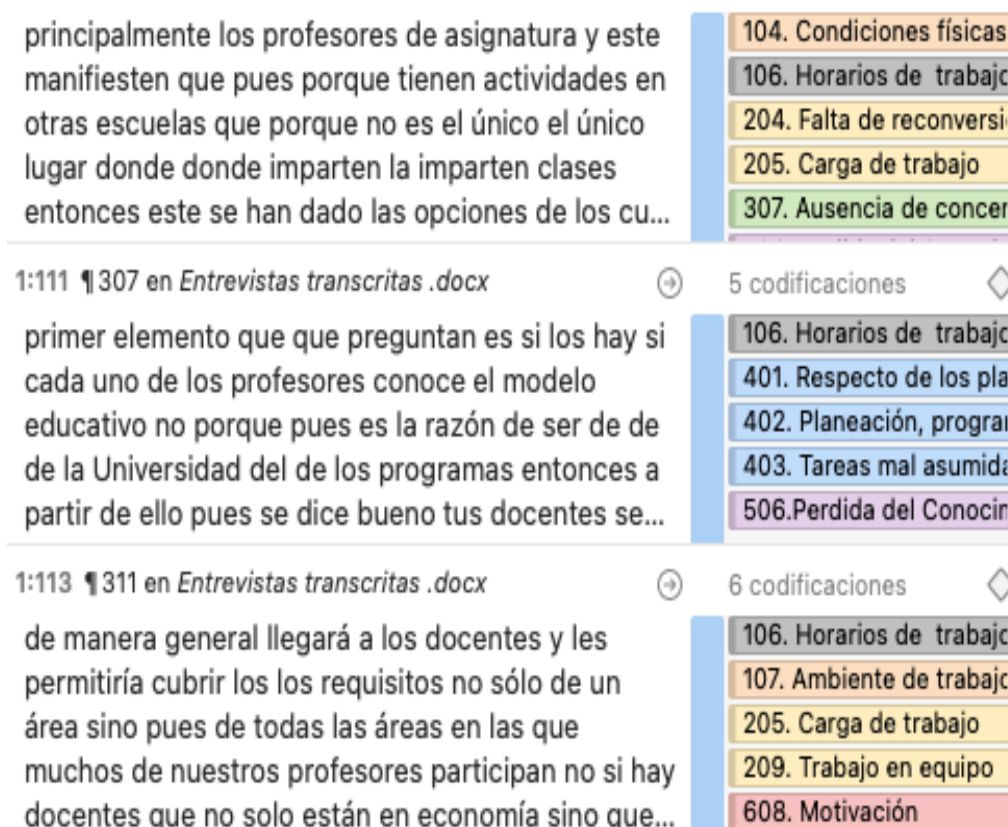 principalmente los profesores de asignatura y este
manifiesten que pues porque tienen actividades en
otras escuelas que porque no es el único el único
lugar donde donde imparten la imparten clases
entonces este se han dado las opciones de los cu...
104. Condiciones físicas
106. Horarios de trabajo
204. Falta de reconversi
205. Carga de trabajo
307. Ausencia de concer
1:111 ¶ 307 en Entrevistas transcritas .docx
5 codificaciones
primer elemento que que preguntan es si los hay si
cada uno de los profesores conoce el modelo
educativo no porque pues es la razón de ser de de
de la Universidad del de los programas entonces a
partir de ello pues se dice bueno tus docentes se...
106. Horarios de trabajo
401. Respecto de los pla
402. Planeación, program
403. Tareas mal asumida
506.Perdida del Conocin
1:113 ¶ 311 en Entrevistas transcritas .docx
6 codificaciones
de manera general llegará a los docentes y les
permitiría cubrir los los requisitos no sólo de un
área sino pues de todas las áreas en las que
muchos de nuestros profesores participan no si hay
docentes que no solo están en economía sino que...
106. Horarios de trabajo
107. Ambiente de trabajo
205. Carga de trabajo
209. Trabajo en equipo
608. Motivación